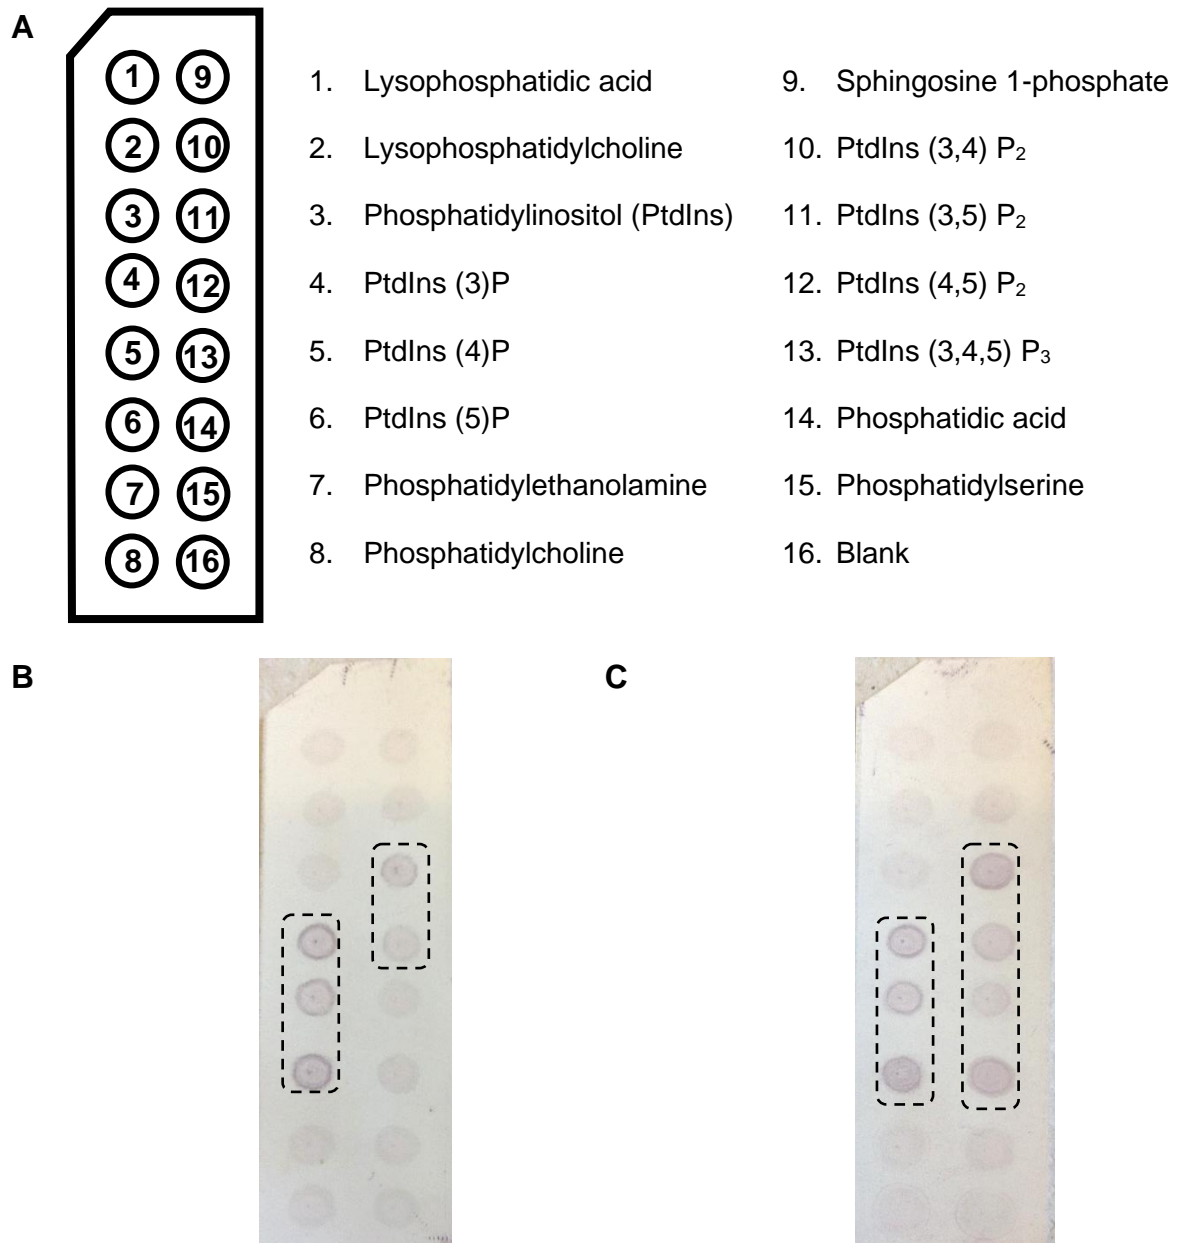 A
1 9
2 10
3 11
4 12
5 13
6 14
7 15
8 16
1. Lysophosphatidic acid
2. Lysophosphatidylcholine
3. Phosphatidylinositol (PtdIns)
4. PtdIns (3)P
5. PtdIns (4)P
6. PtdIns (5)P
7. Phosphatidylethanolamine
8. Phosphatidylcholine
9. Sphingosine 1-phosphate
10. PtdIns (3,4) P₂
11. PtdIns (3,5) P₂
12. PtdIns (4,5) P₂
13. PtdIns (3,4,5) P₃
14. Phosphatidic acid
15. Phosphatidylserine
16. Blank
B
C